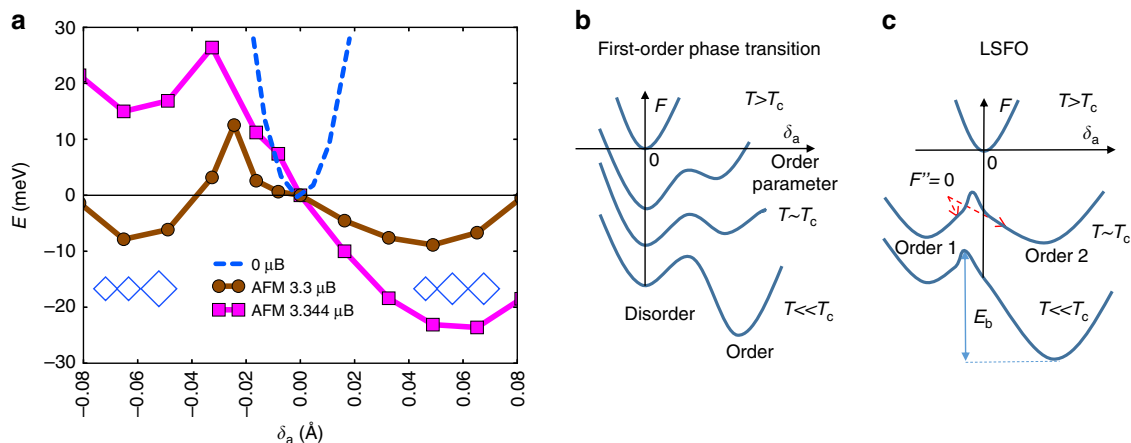 a
30
20
10
0
−10
−20
−30
E (meV)
0 μB
AFM 3.3 μB
AFM 3.344 μB
−0.08
−0.06
−0.04
−0.02
0.00
0.02
0.04
0.06
0.08
δa (Å)
b
First-order phase transition
F
T>Tc
0
Order
parameter
T~Tc
Disorder
T<<Tc
Order
c
LSFO
F
T>Tc
δa
0
F''= 0
Order 1
Order 2
T~Tc
Eb
T<<Tc